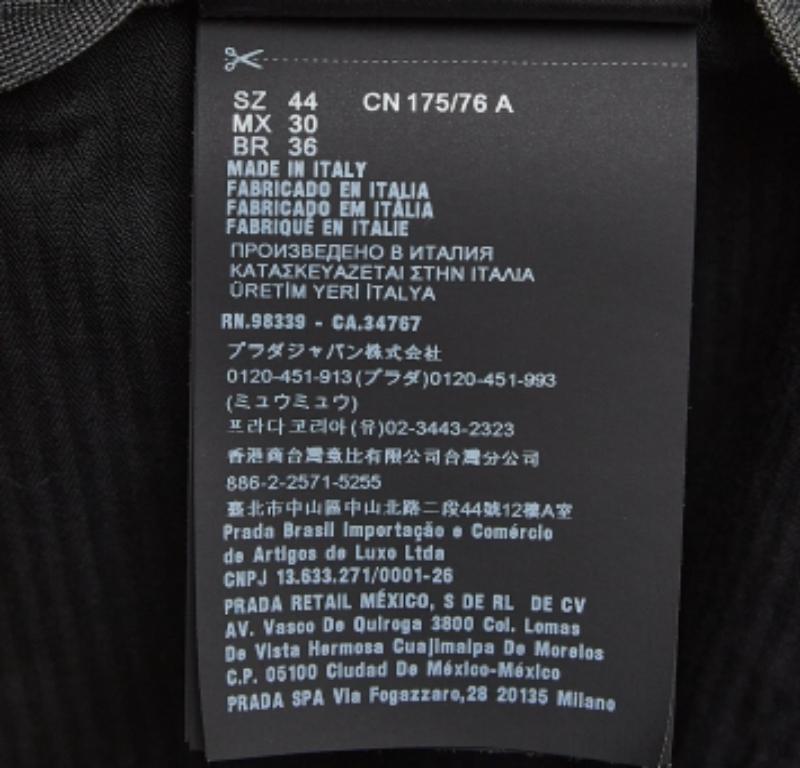 SZ 44 CN 175/76 A
MX 30
BR 36
MADE IN ITALY
FABRICADO EN ITALIA
FABRICADO EM ITÁLIA
FABRIQUÉ EN ITALIE
ПРОИЗВЕДЕНО В ИТАЛИЯ
ΚΑΤΑΣΚΕΥΑΖΕΤΑΙ ΣΤΗΝ ΙΤΑΛΙΑ
ÜRETİM YERİ İTALYA
RN.98339 - CA.34767
プラダジャパン株式会社
0120-451-913(プラダ)0120-451-993
(ミュウミュウ)
프라다코리아(유)02-3443-2323
香港商台灣童比有限公司台灣分公司
886-2-2571-5255
臺北市中山區中山北路二段44號12樓A室
Prada Brasil Importação e Comércio
de Artigos de Luxo Ltda
CNPJ 13.633.271/0001-26
PRADA RETAIL MÉXICO, S DE RL DE CV
AV. Vasco De Quiroga 3800 Col. Lomas
De Vista Hermosa Cuajimalpa De Morelos
C.P. 05100 Ciudad De México-México
PRADA SPA Via Fogazzaro,28 20135 Milano